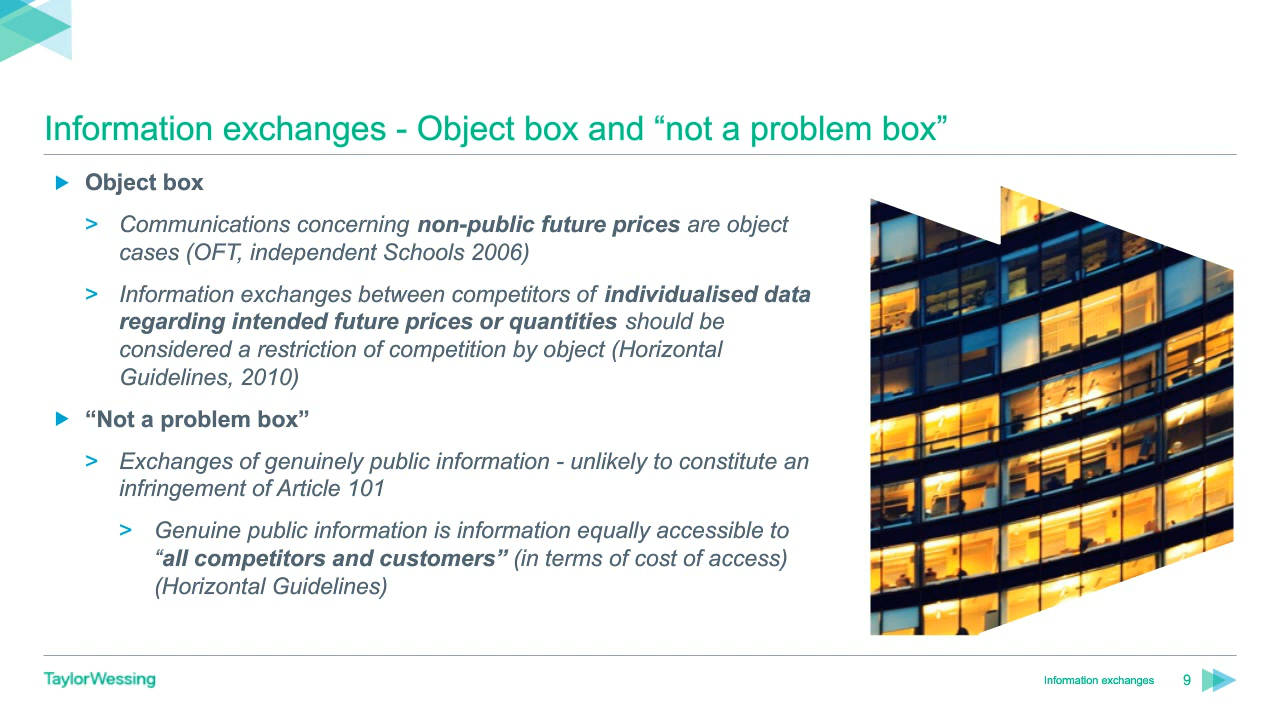 Information exchanges - Object box and “not a problem box”
Object box
> Communications concerning non-public future prices are object
cases (OFT, independent Schools 2006)
> Information exchanges between competitors of individualised data
regarding intended future prices or quantities should be
considered a restriction of competition by object (Horizontal
Guidelines, 2010)
“Not a problem box”
> Exchanges of genuinely public information - unlikely to constitute an
infringement of Article 101
> Genuine public information is information equally accessible to
“all competitors and customers” (in terms of cost of access)
(Horizontal Guidelines)
TaylorWessing
Information exchanges 9